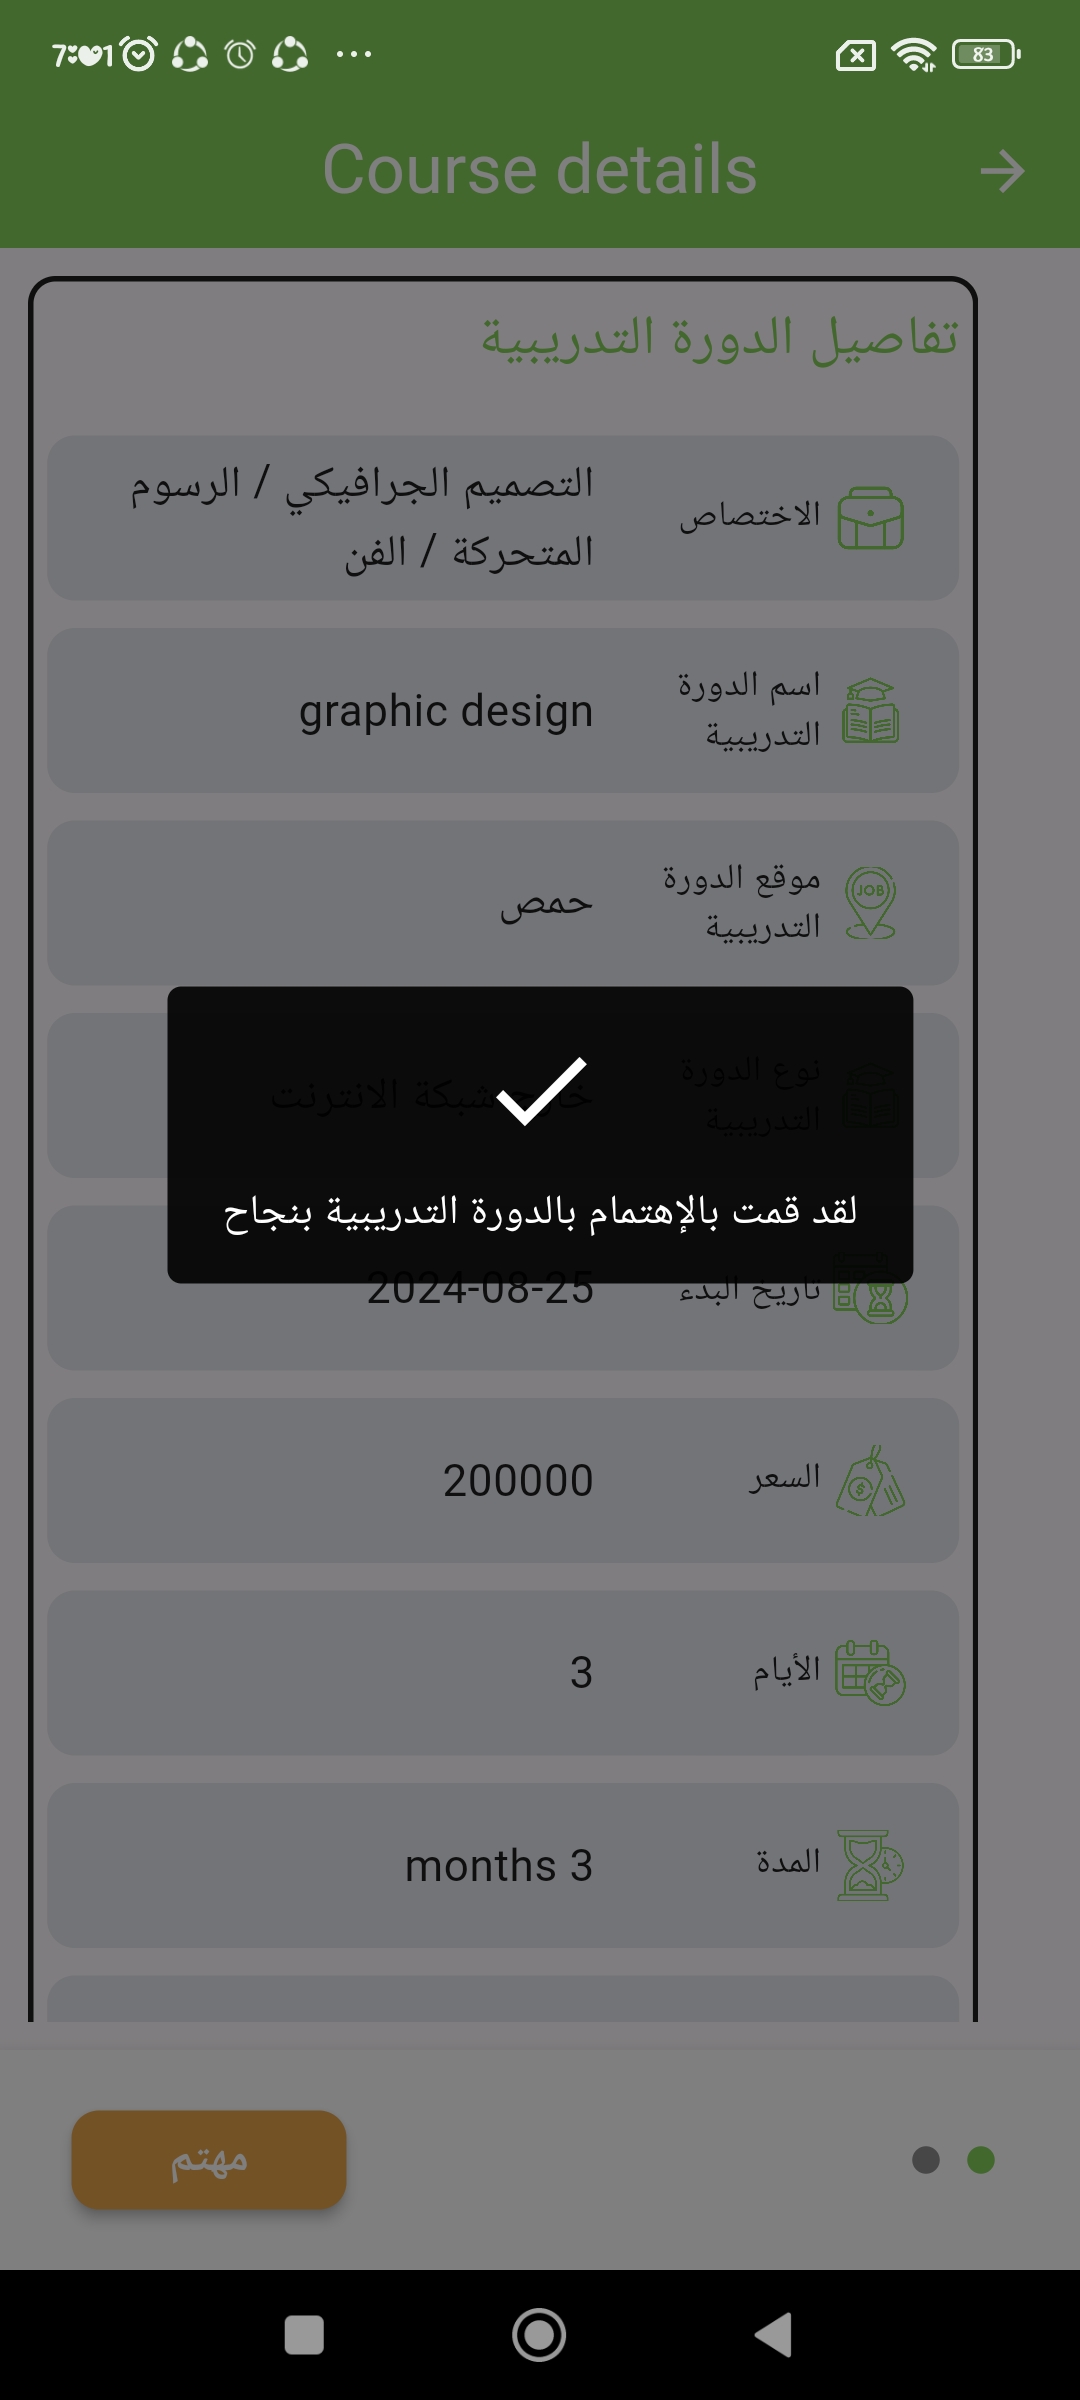 7:01
83
Course details
تفاصيل الدورة التدريبية
الاختصاص
التصميم الجرافيكي / الرسوم
المتحركة / الفن
اسم الدورة
التدريبية
graphic design
JOB
موقع الدورة
التدريبية
حمص
نوع الدورة
التدريبية
خارج شبكة الانترنت
لقد قمت بالإهتمام بالدورة التدريبية بنجاح
تاريخ البدء
2024-08-25
السعر
200000
الأيام
3
المدة
months 3
مهتم